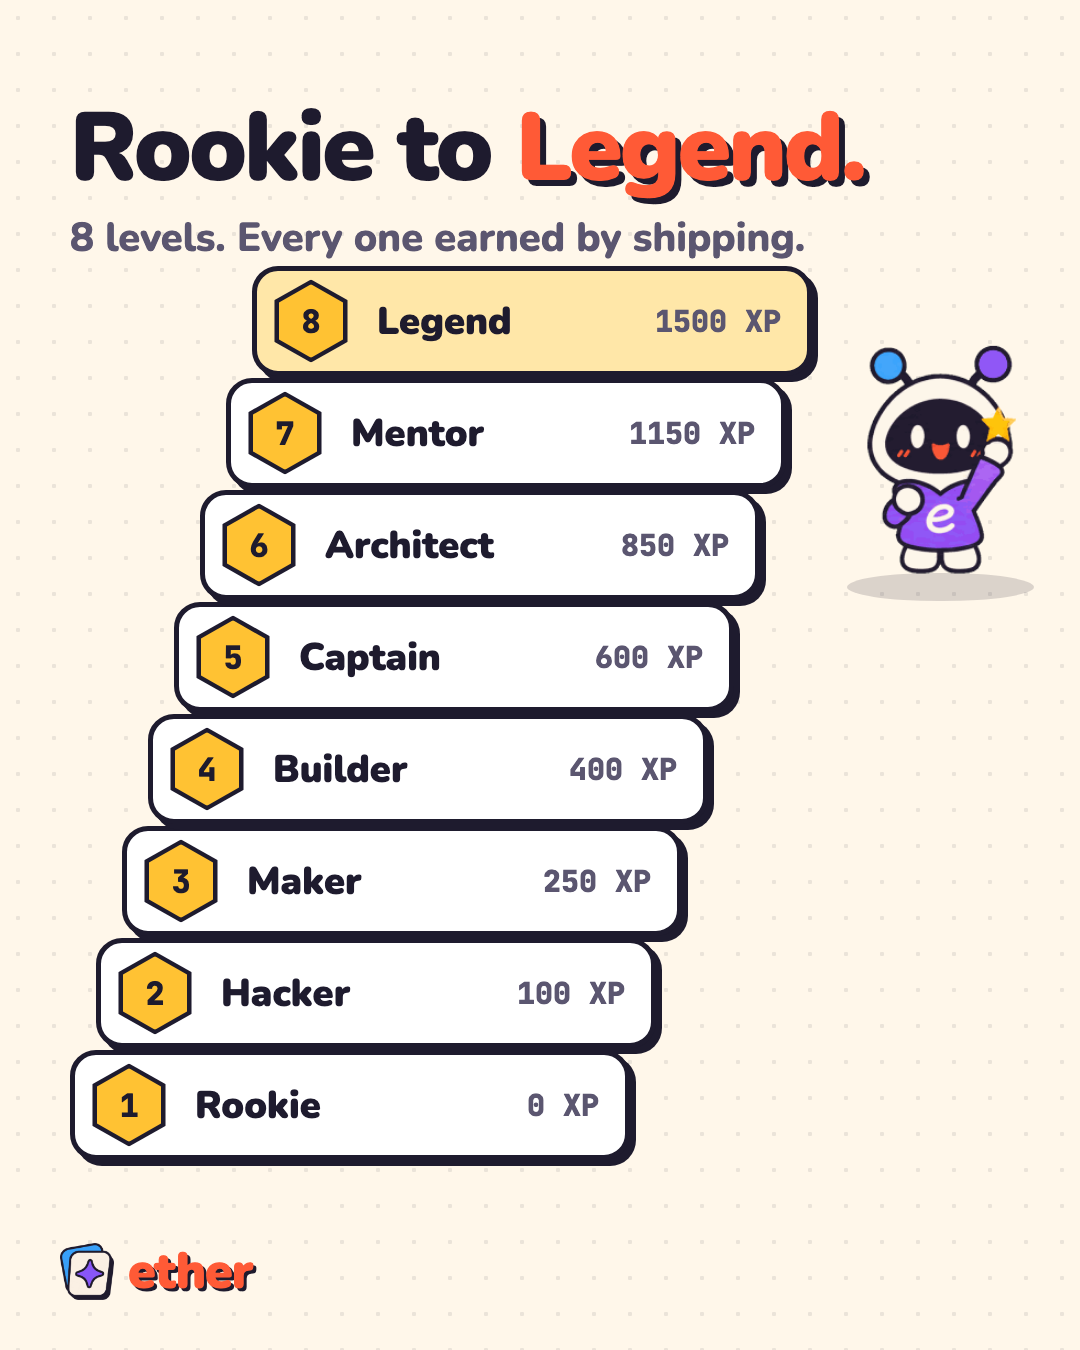 Rookie to Legend.
8 levels. Every one earned by shipping.
8 Legend 1500 XP
7 Mentor 1150 XP
6 Architect 850 XP
5 Captain 600 XP
4 Builder 400 XP
3 Maker 250 XP
2 Hacker 100 XP
1 Rookie 0 XP
e
ether